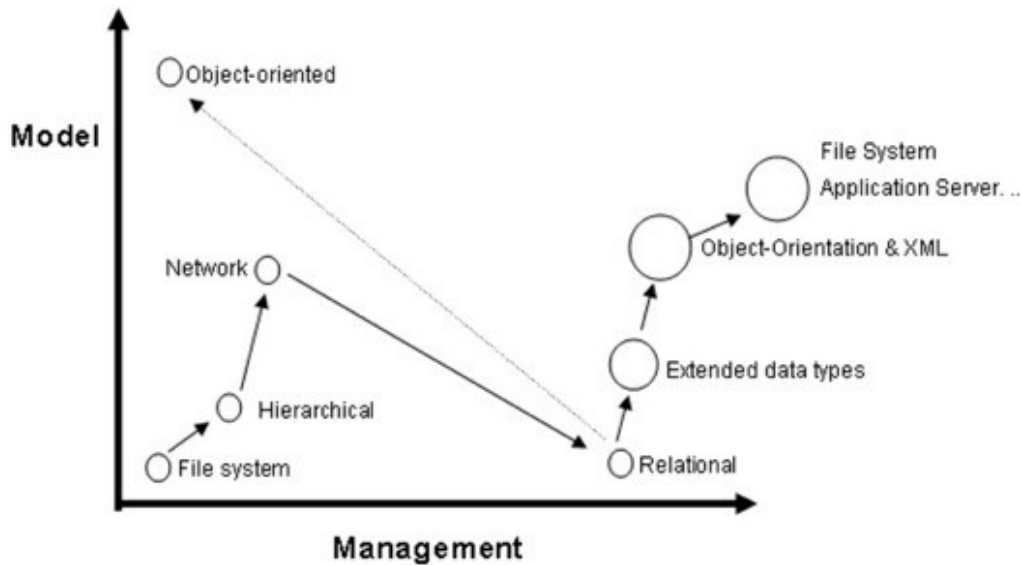 Object-oriented
Model
File System
Application Server. ..
Object-Orientation & XML
Network
Extended data types
Hierarchical
File system
Relational
Management